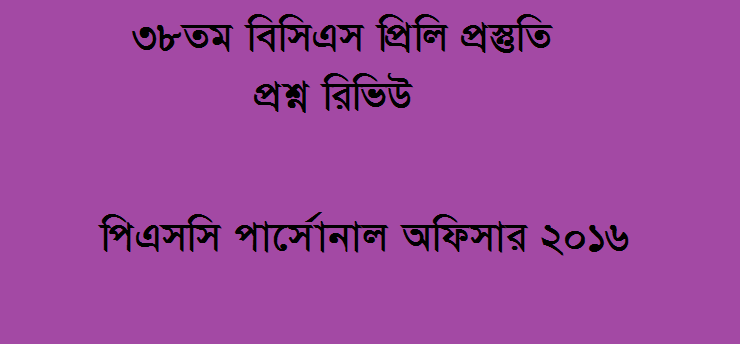 ৩৮তম বিসিএস প্রিলি প্রস্তুতি
প্রশ্ন রিভিউ
পিএসসি পার্সোনাল অফিসার ২০১৬